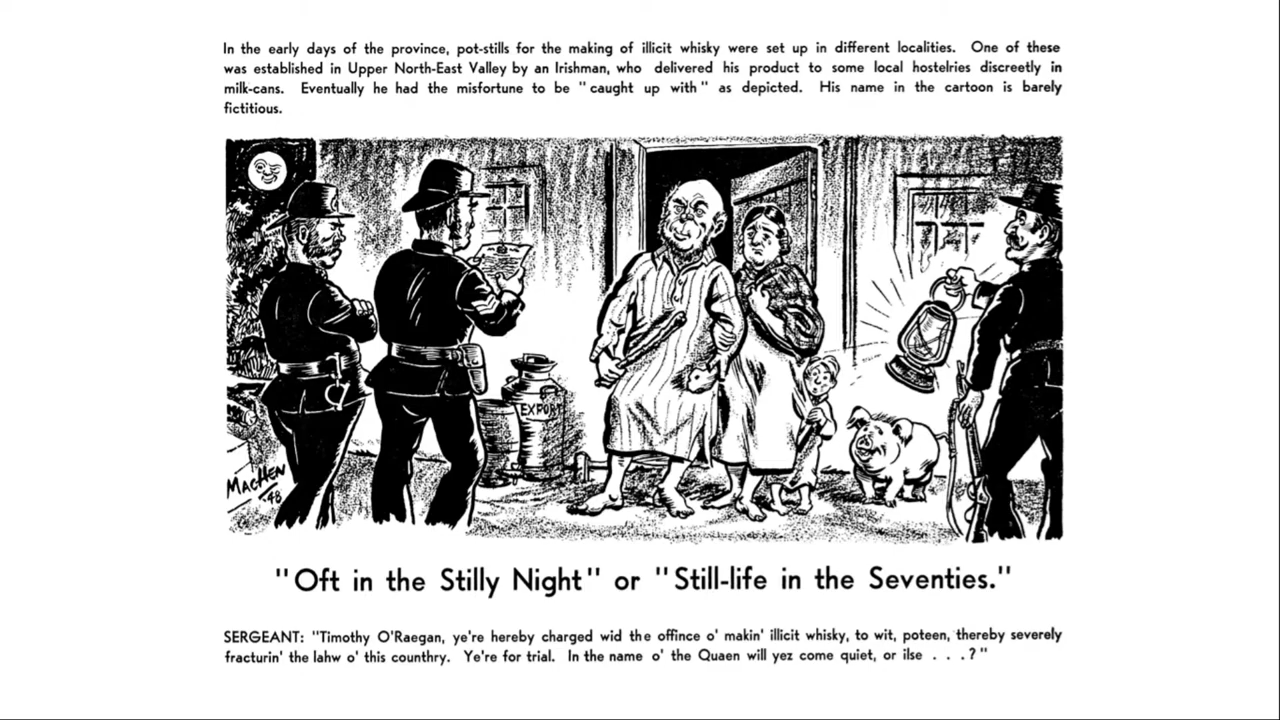 In the early days of the province, pot-stills for the making of illicit whisky were set up in different localities. One of these
was established in Upper North-East Valley by an Irishman, who delivered his product to some local hostelries discreetly in
milk-cans. Eventually he had the misfortune to be "caught up with" as depicted. His name in the cartoon is barely
fictitious.
EXPORT
MACHEN
'48
"Oft in the Stilly Night" or "Still-life in the Seventies."
SERGEANT: "Timothy O'Raegan, ye're hereby charged wid the offince o' makin' illicit whisky, to wit, poteen, thereby severely
fracturin' the lahw o' this counthry. Ye're for trial. In the name o' the Quaen will yez come quiet, or ilse . . .?"